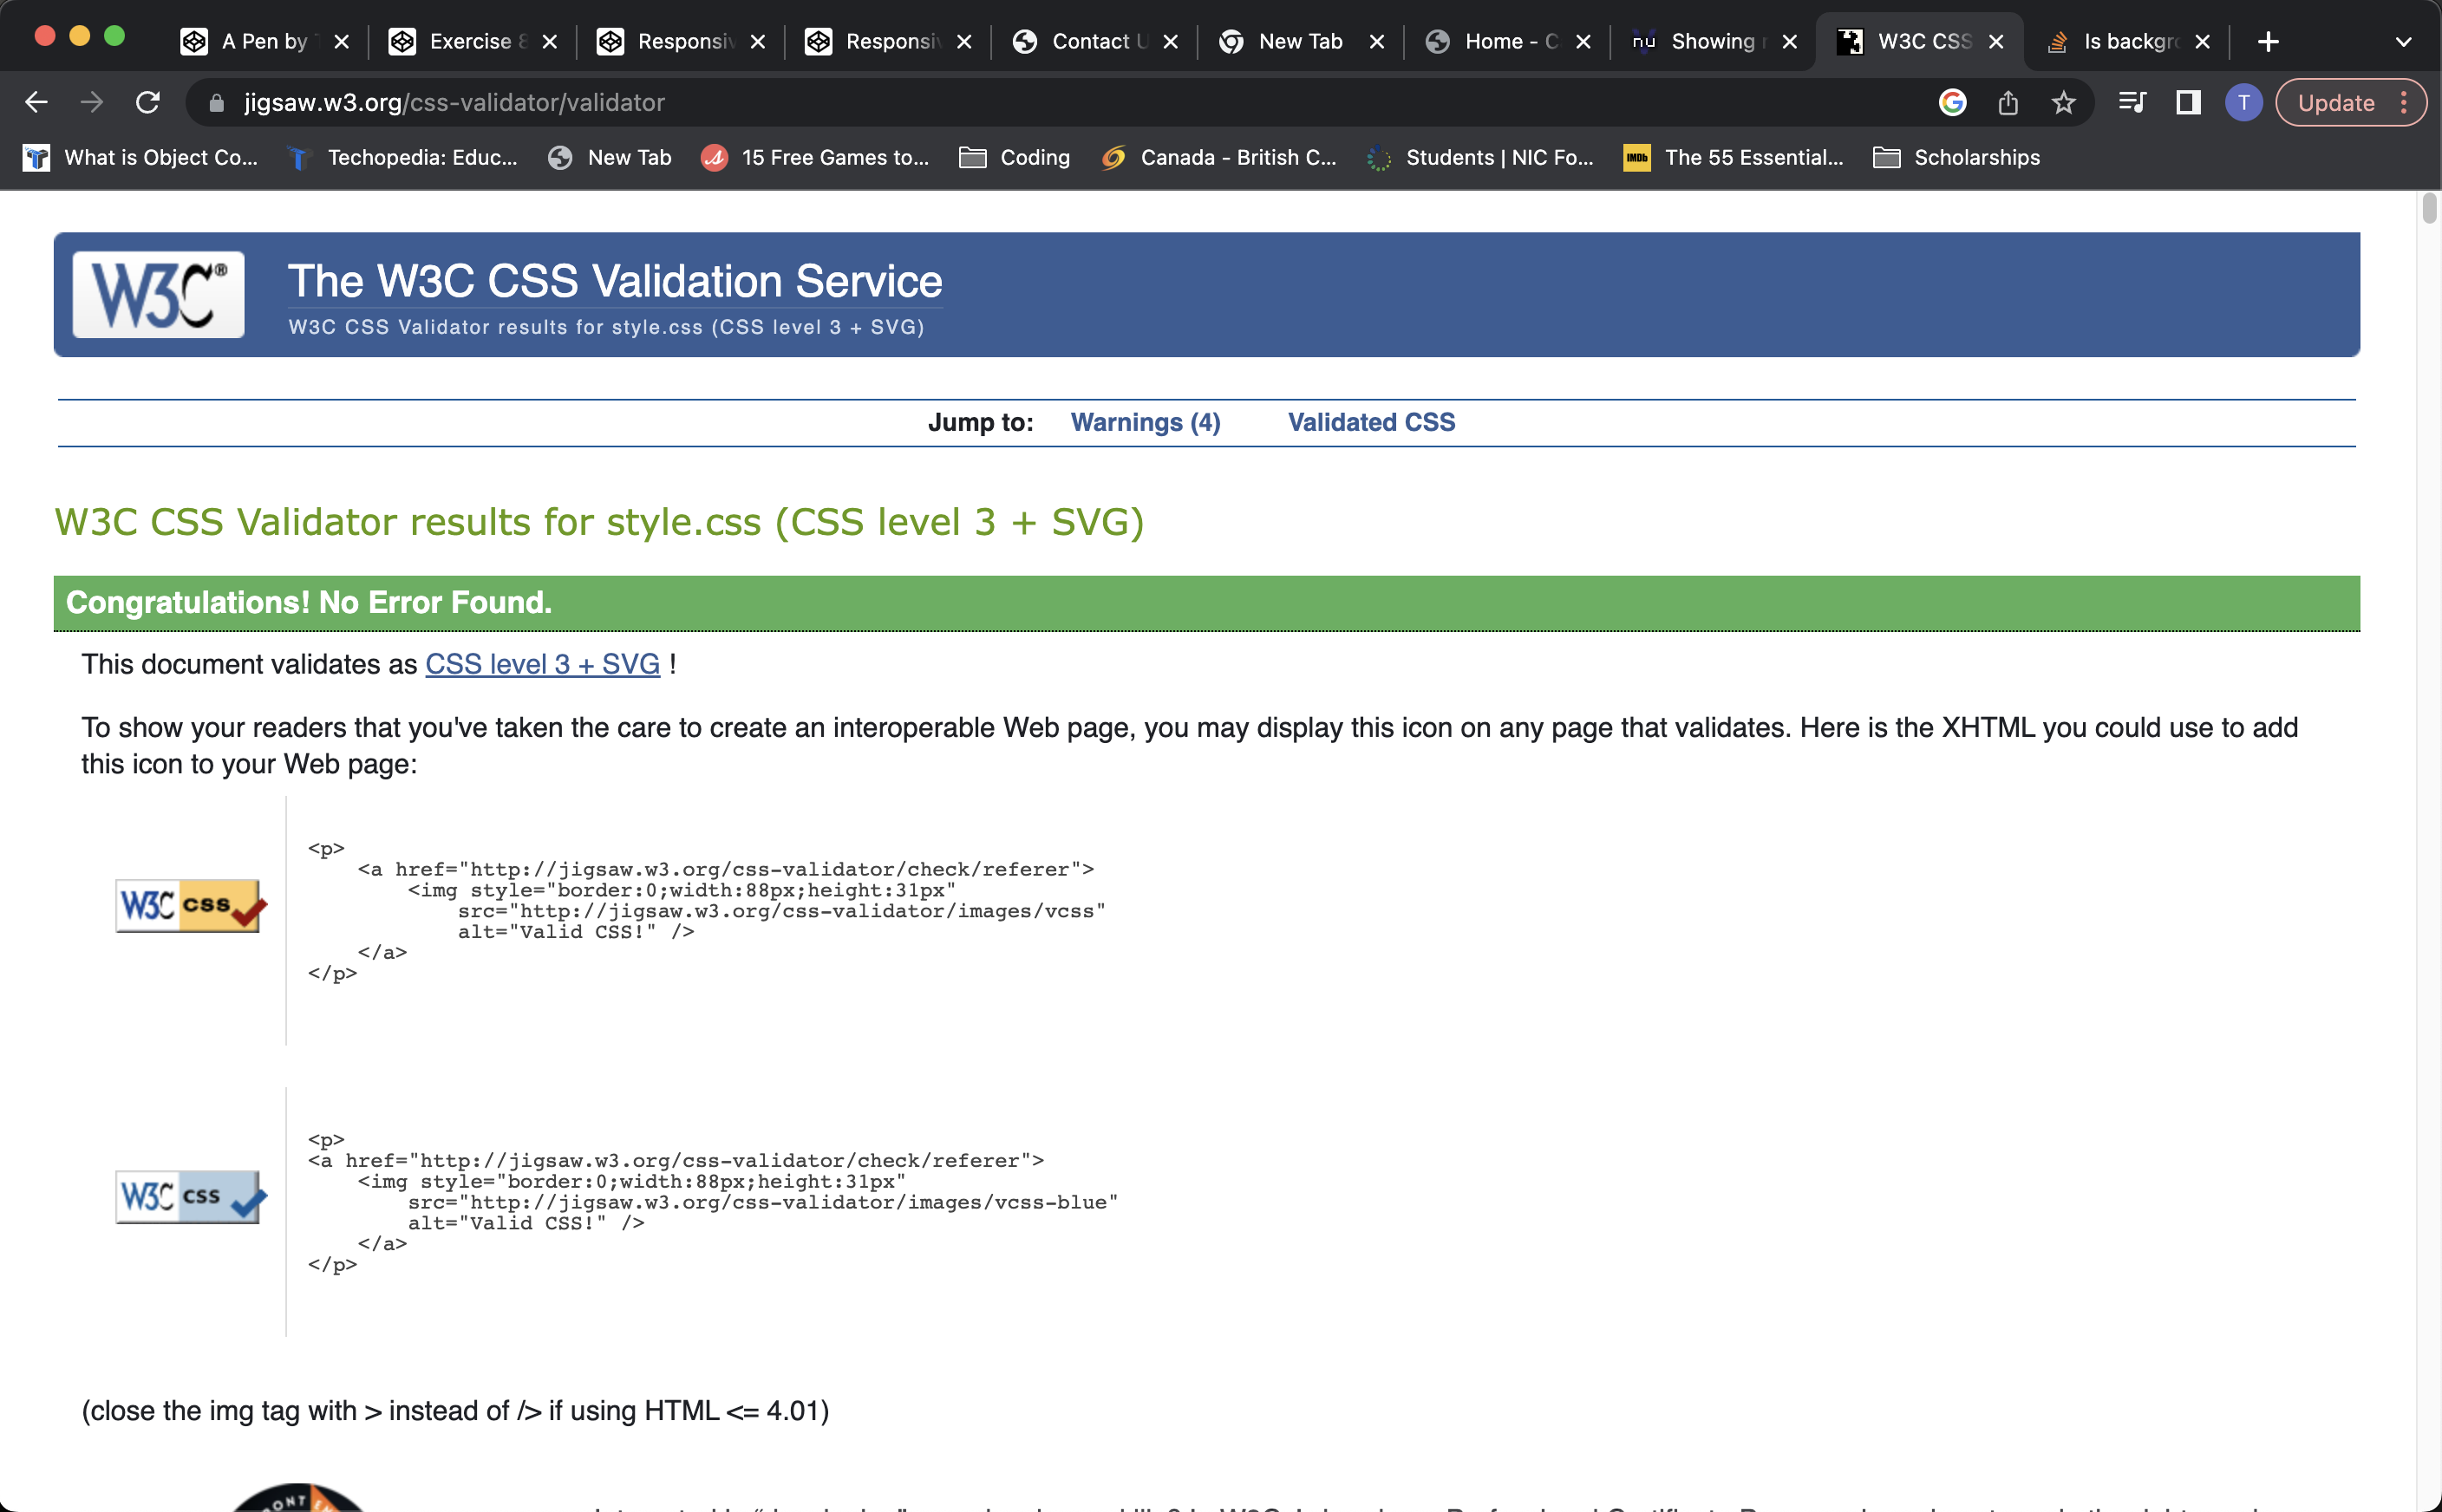 A Pen by
Exercise 8
Responsiv
Responsiv
Contact U
New Tab
Home - C
nu Showing
W3C CSS
Is backgro
jigsaw.w3.org/css-validator/validator
T
Update
What is Object Co...
Techopedia: Educ...
New Tab
15 Free Games to...
Coding
Canada - British C...
Students | NIC Fo...
IMDb The 55 Essential...
Scholarships
W3C®
The W3C CSS Validation Service
W3C CSS Validator results for style.css (CSS level 3 + SVG)
Jump to: Warnings (4) Validated CSS
W3C CSS Validator results for style.css (CSS level 3 + SVG)
Congratulations! No Error Found.
This document validates as CSS level 3 + SVG !
To show your readers that you've taken the care to create an interoperable Web page, you may display this icon on any page that validates. Here is the XHTML you could use to add
this icon to your Web page:
W3C css
<p>
<a href="http://jigsaw.w3.org/css-validator/check/referer">
<img style="border:0;width:88px;height:31px"
src="http://jigsaw.w3.org/css-validator/images/vcss"
alt="Valid CSS!" />
</a>
</p>
W3C css
<p>
<a href="http://jigsaw.w3.org/css-validator/check/referer">
<img style="border:0;width:88px;height:31px"
src="http://jigsaw.w3.org/css-validator/images/vcss-blue"
alt="Valid CSS!" />
</a>
</p>
(close the img tag with > instead of /> if using HTML <= 4.01)